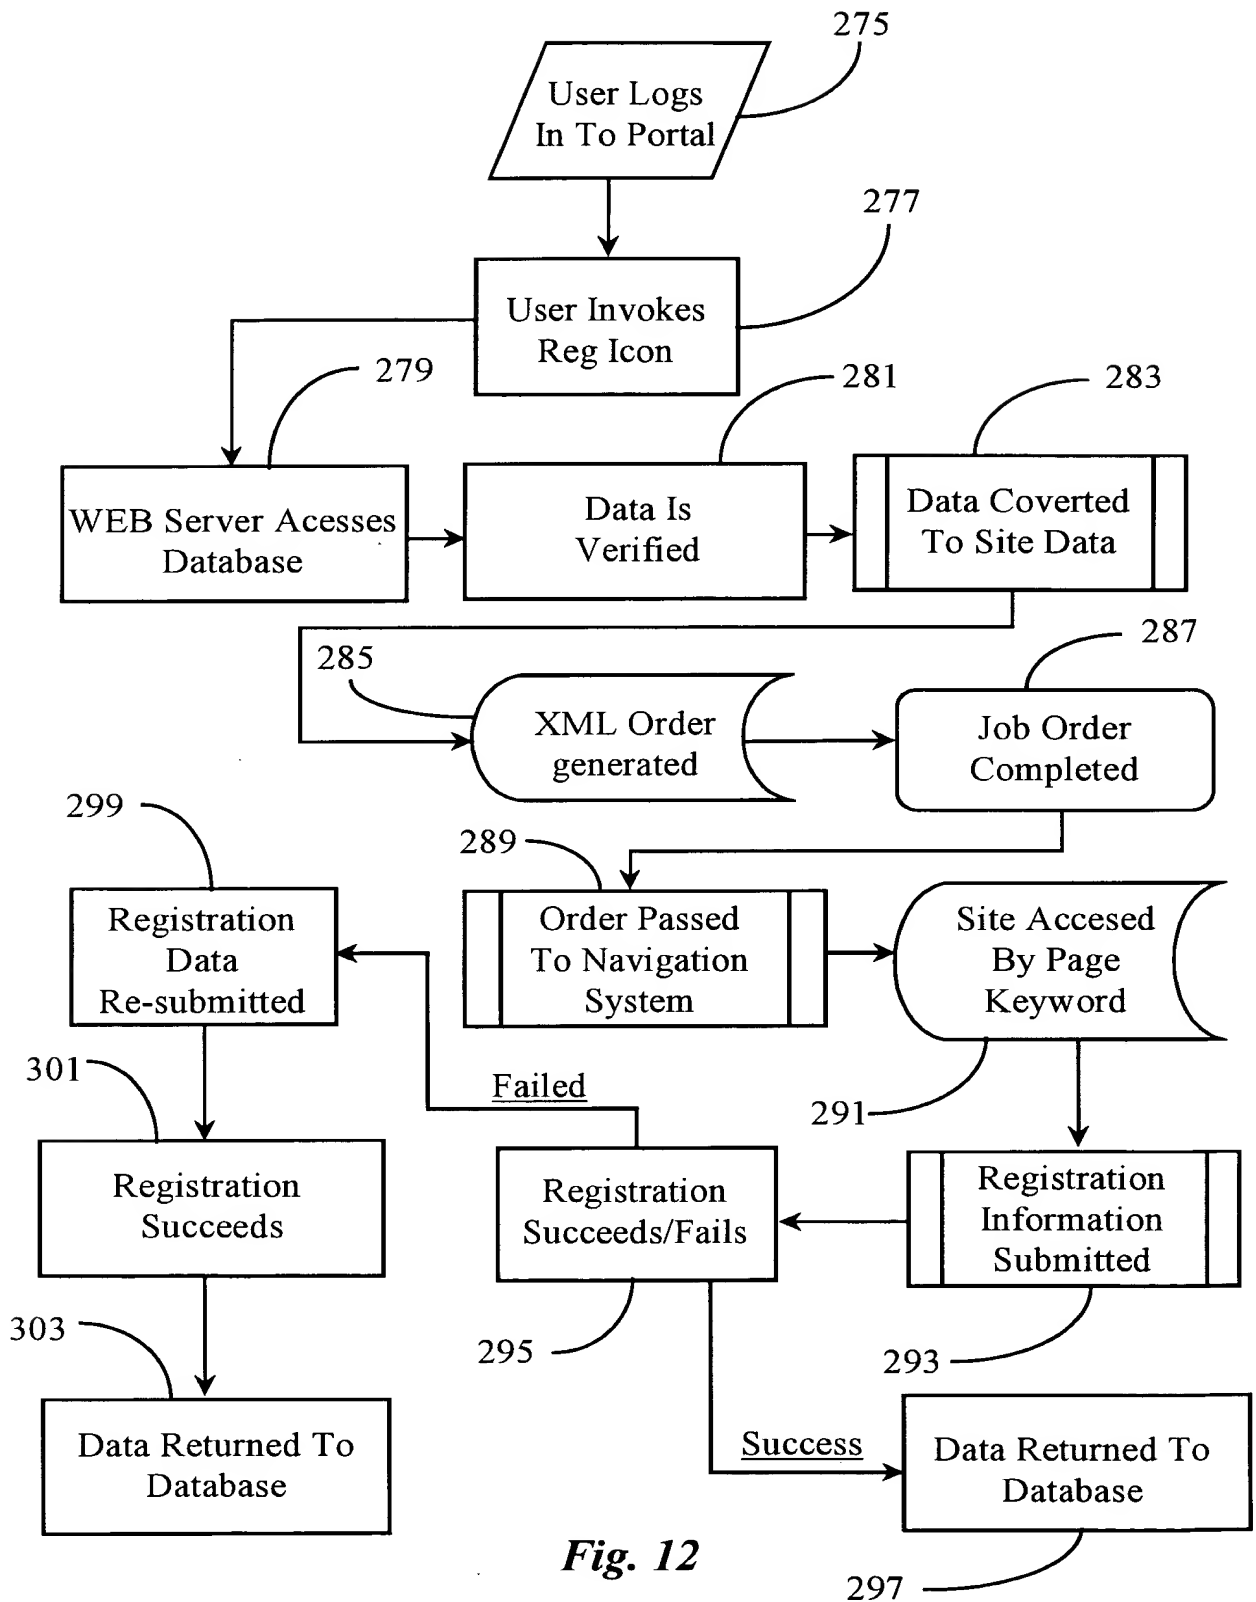 275
User Logs
In To Portal
277
User Invokes
Reg Icon
279
281
283
WEB Server Acesses
Database
Data Is
Verified
Data Coverted
To Site Data
285
287
XML Order
generated
Job Order
Completed
299
289
Registration
Data
Re-submitted
Order Passed
To Navigation
System
Site Accesed
By Page
Keyword
301
Failed
291
Registration
Succeeds
Registration
Succeeds/Fails
Registration
Information
Submitted
303
295
293
Data Returned To
Database
Success
Data Returned To
Database
Fig. 12
297